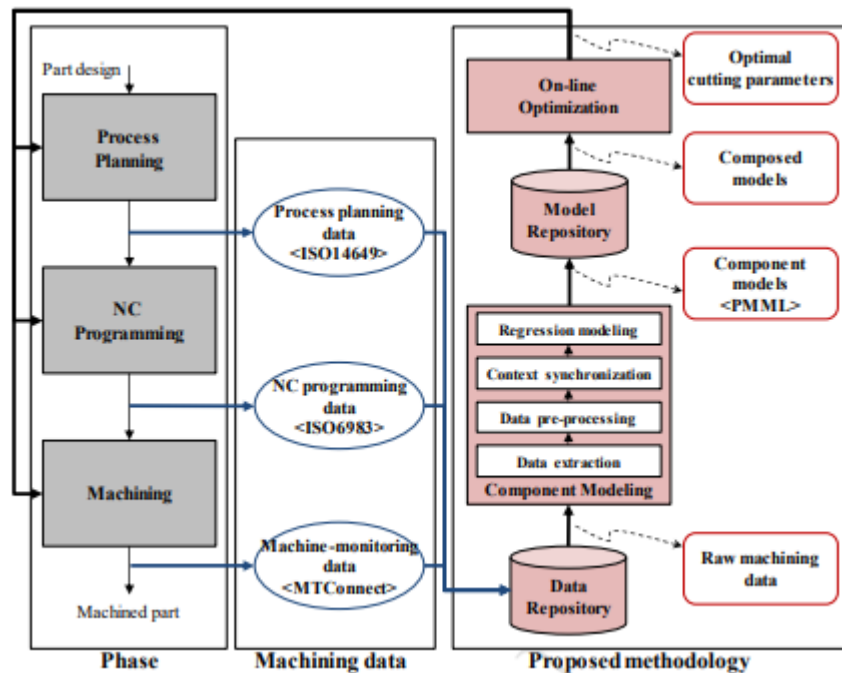 Part design
Process
Planning
NC
Programming
Machining
Machined part
Phase
Process planning
data
<ISO14649>
NC programming
data
<ISO6983>
Machine-monitoring
data
<MTConnect>
Machining data
On-line
Optimization
Model
Repository
Regression modeling
Context synchronization
Data pre-processing
Data extraction
Component Modeling
Data
Repository
Optimal
cutting parameters
Composed
models
Component
models
<PMML>
Raw machining
data
Proposed methodology